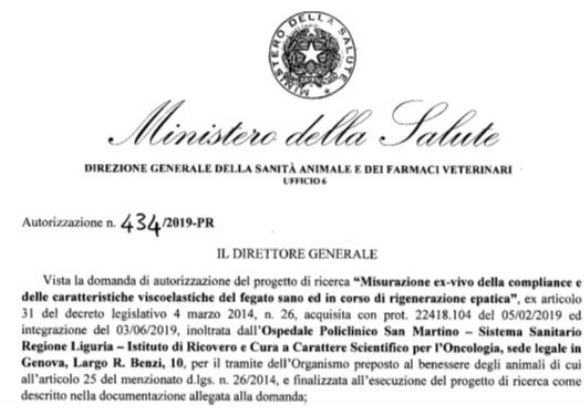 MINISTERO DELLA SALUTE
Ministero della Salute
DIREZIONE GENERALE DELLA SANITÀ ANIMALE E DEI FARMACI VETERINARI
UFFICIO 6
Autorizzazione n. 434/2019-PR
IL DIRETTORE GENERALE
Vista la domanda di autorizzazione del progetto di ricerca “Misurazione ex-vivo della compliance e
delle caratteristiche viscoelastiche del fegato sano ed in corso di rigenerazione epatica”, ex articolo
31 del decreto legislativo 4 marzo 2014, n. 26, acquisita con prot. 22418.104 del 05/02/2019 ed
integrazione del 03/06/2019, inoltrata dall’Ospedale Policlinico San Martino – Sistema Sanitario
Regione Liguria – Istituto di Ricovero e Cura a Carattere Scientifico per l’Oncologia, sede legale in
Genova, Largo R. Benzi, 10, per il tramite dell’Organismo preposto al benessere degli animali di cui
all’articolo 25 del menzionato d.lgs. n. 26/2014, e finalizzata all’esecuzione del progetto di ricerca come
descritto nella documentazione allegata alla domanda;